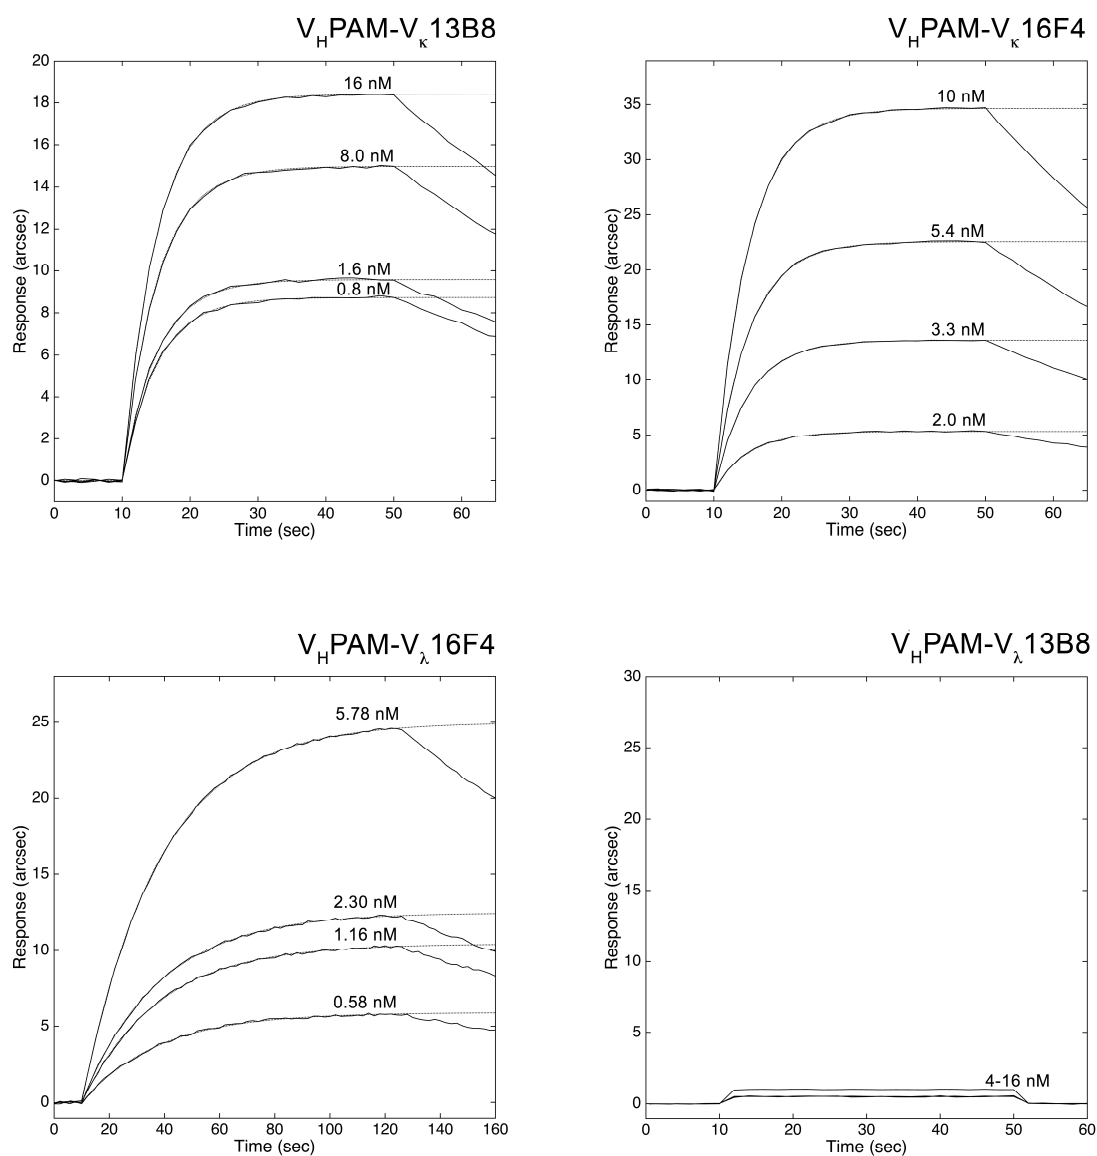 VHPAM-Vκ13B8
20
18
16
14
12
10
8
6
4
2
0
Response (arcsec)
16 nM
8.0 nM
1.6 nM
0.8 nM
0 10 20 30 40 50 60
Time (sec)
VHPAM-Vκ16F4
35
30
25
20
15
10
5
0
Response (arcsec)
10 nM
5.4 nM
3.3 nM
2.0 nM
0 10 20 30 40 50 60
Time (sec)
VHPAM-Vλ16F4
25
20
15
10
5
0
Response (arcsec)
5.78 nM
2.30 nM
1.16 nM
0.58 nM
0 20 40 60 80 100 120 140 160
Time (sec)
VHPAM-Vλ13B8
30
25
20
15
10
5
0
Response (arcsec)
4-16 nM
0 10 20 30 40 50 60
Time (sec)